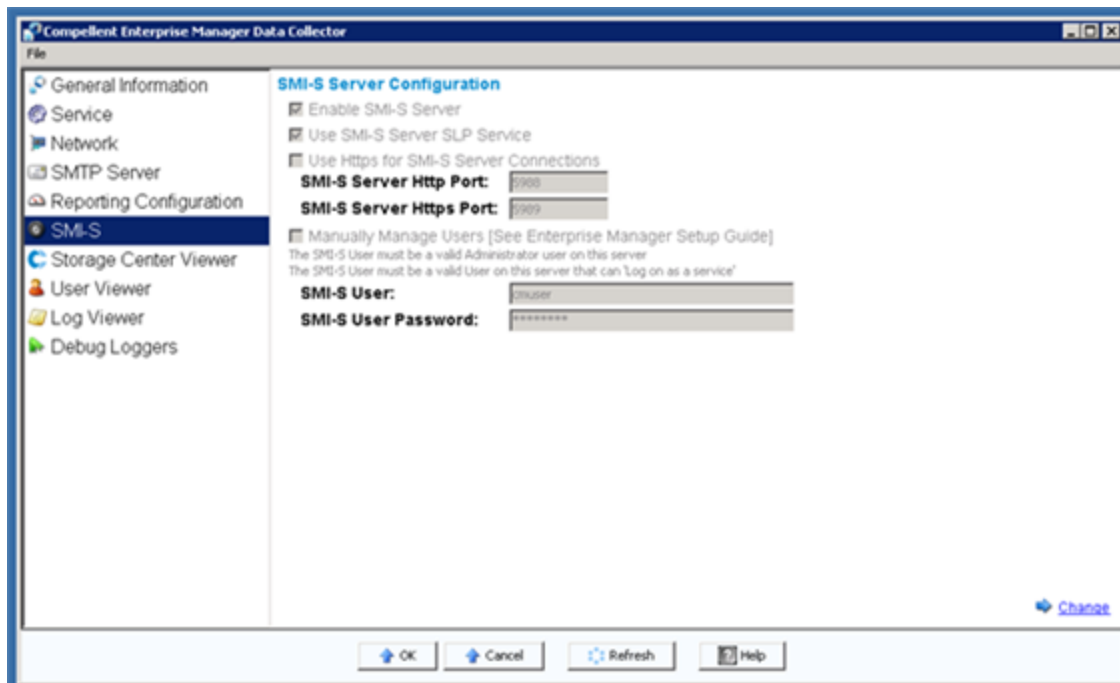 Compellent Enterprise Manager Data Collector
File
General Information
Service
Network
SMTP Server
Reporting Configuration
SMI-S
Storage Center Viewer
User Viewer
Log Viewer
Debug Loggers
SMI-S Server Configuration
Enable SMI-S Server
Use SMI-S Server SLP Service
Use Https for SMI-S Server Connections
SMI-S Server Http Port: 5988
SMI-S Server Https Port: 5989
Manually Manage Users [See Enterprise Manager Setup Guide]
The SMI-S User must be a valid Administrator user on this server
The SMI-S User must be a valid User on this server that can 'Log on as a service'
SMI-S User:
SMI-S User Password: ********
Change
OK Cancel Refresh Help